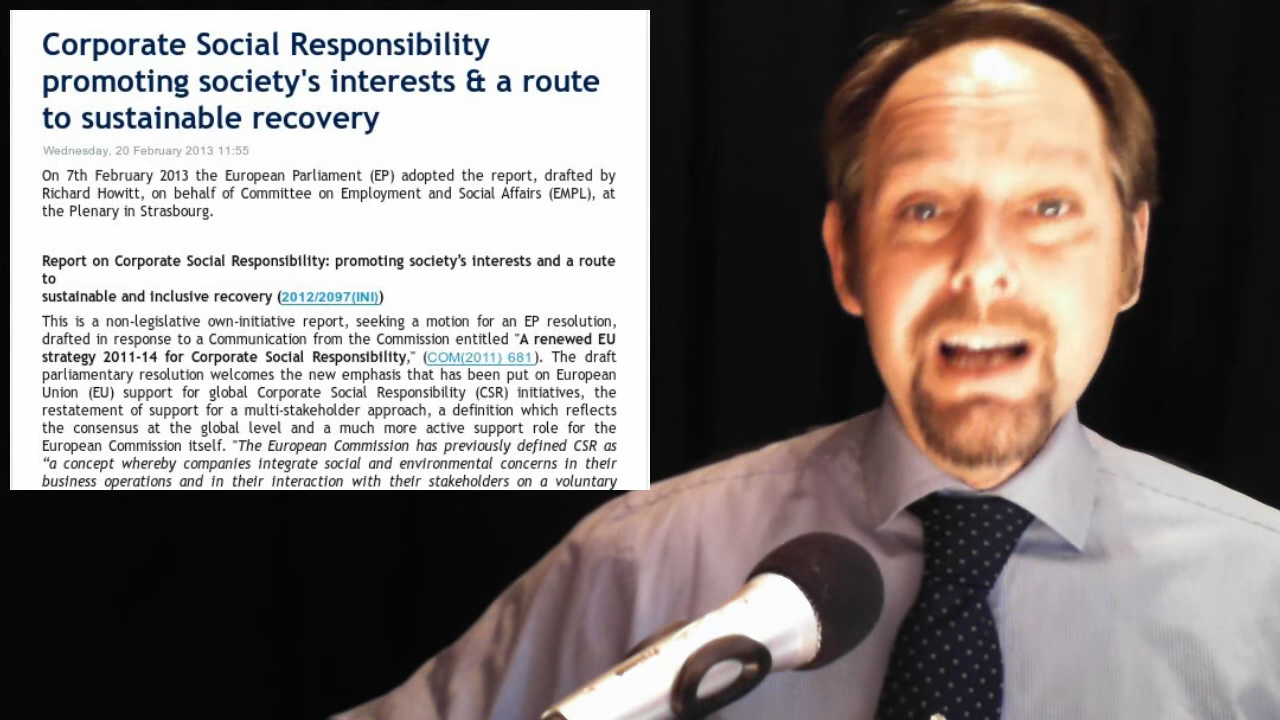 Corporate Social Responsibility
promoting society's interests & a route
to sustainable recovery
Wednesday, 20 February 2013 11:55
On 7th February 2013 the European Parliament (EP) adopted the report, drafted by
Richard Howitt, on behalf of Committee on Employment and Social Affairs (EMPL), at
the Plenary in Strasbourg.
Report on Corporate Social Responsibility: promoting society's interests and a route
to
sustainable and inclusive recovery (2012/2097(INI))
This is a non-legislative own-initiative report, seeking a motion for an EP resolution,
drafted in response to a Communication from the Commission entitled "A renewed EU
strategy 2011-14 for Corporate Social Responsibility," (COM(2011) 681). The draft
parliamentary resolution welcomes the new emphasis that has been put on European
Union (EU) support for global Corporate Social Responsibility (CSR) initiatives, the
restatement of support for a multi-stakeholder approach, a definition which reflects
the consensus at the global level and a much more active support role for the
European Commission itself. "The European Commission has previously defined CSR as
“a concept whereby companies integrate social and environmental concerns in their
business operations and in their interaction with their stakeholders on a voluntary